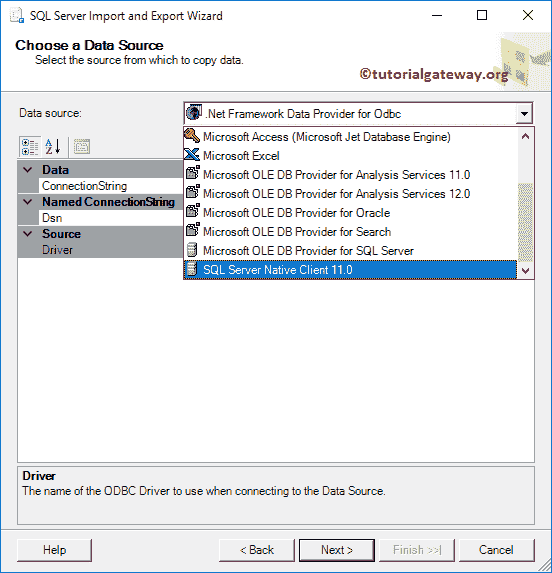 SQL Server Import and Export Wizard
Choose a Data Source
Select the source from which to copy data.
©tutorialgateway.org
Data source:
.Net Framework Data Provider for Odbc
Microsoft Access (Microsoft Jet Database Engine)
Microsoft Excel
Microsoft OLE DB Provider for Analysis Services 11.0
Microsoft OLE DB Provider for Analysis Services 12.0
Microsoft OLE DB Provider for Oracle
Microsoft OLE DB Provider for Search
Microsoft OLE DB Provider for SQL Server
SQL Server Native Client 11.0
Data
ConnectionString
Named ConnectionString
Dsn
Source
Driver
Driver
The name of the ODBC Driver to use when connecting to the Data Source.
Help
< Back
Next >
Finish >>|
Cancel